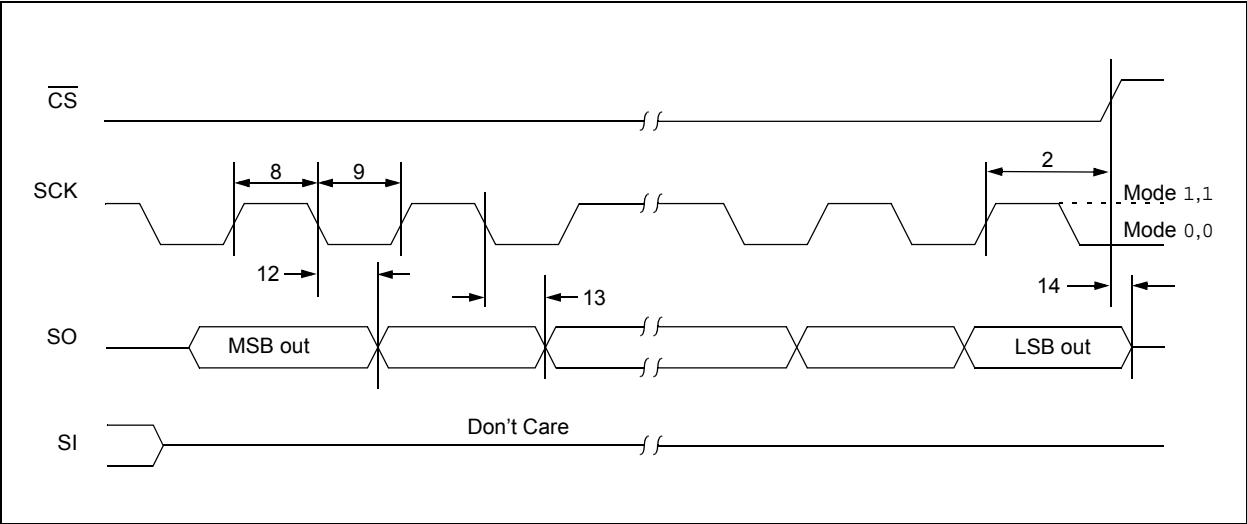 CS
2
8
9
SCK
Mode 1,1
Mode 0,0
12
13
14
SO
MSB out
LSB out
Don't Care
SI